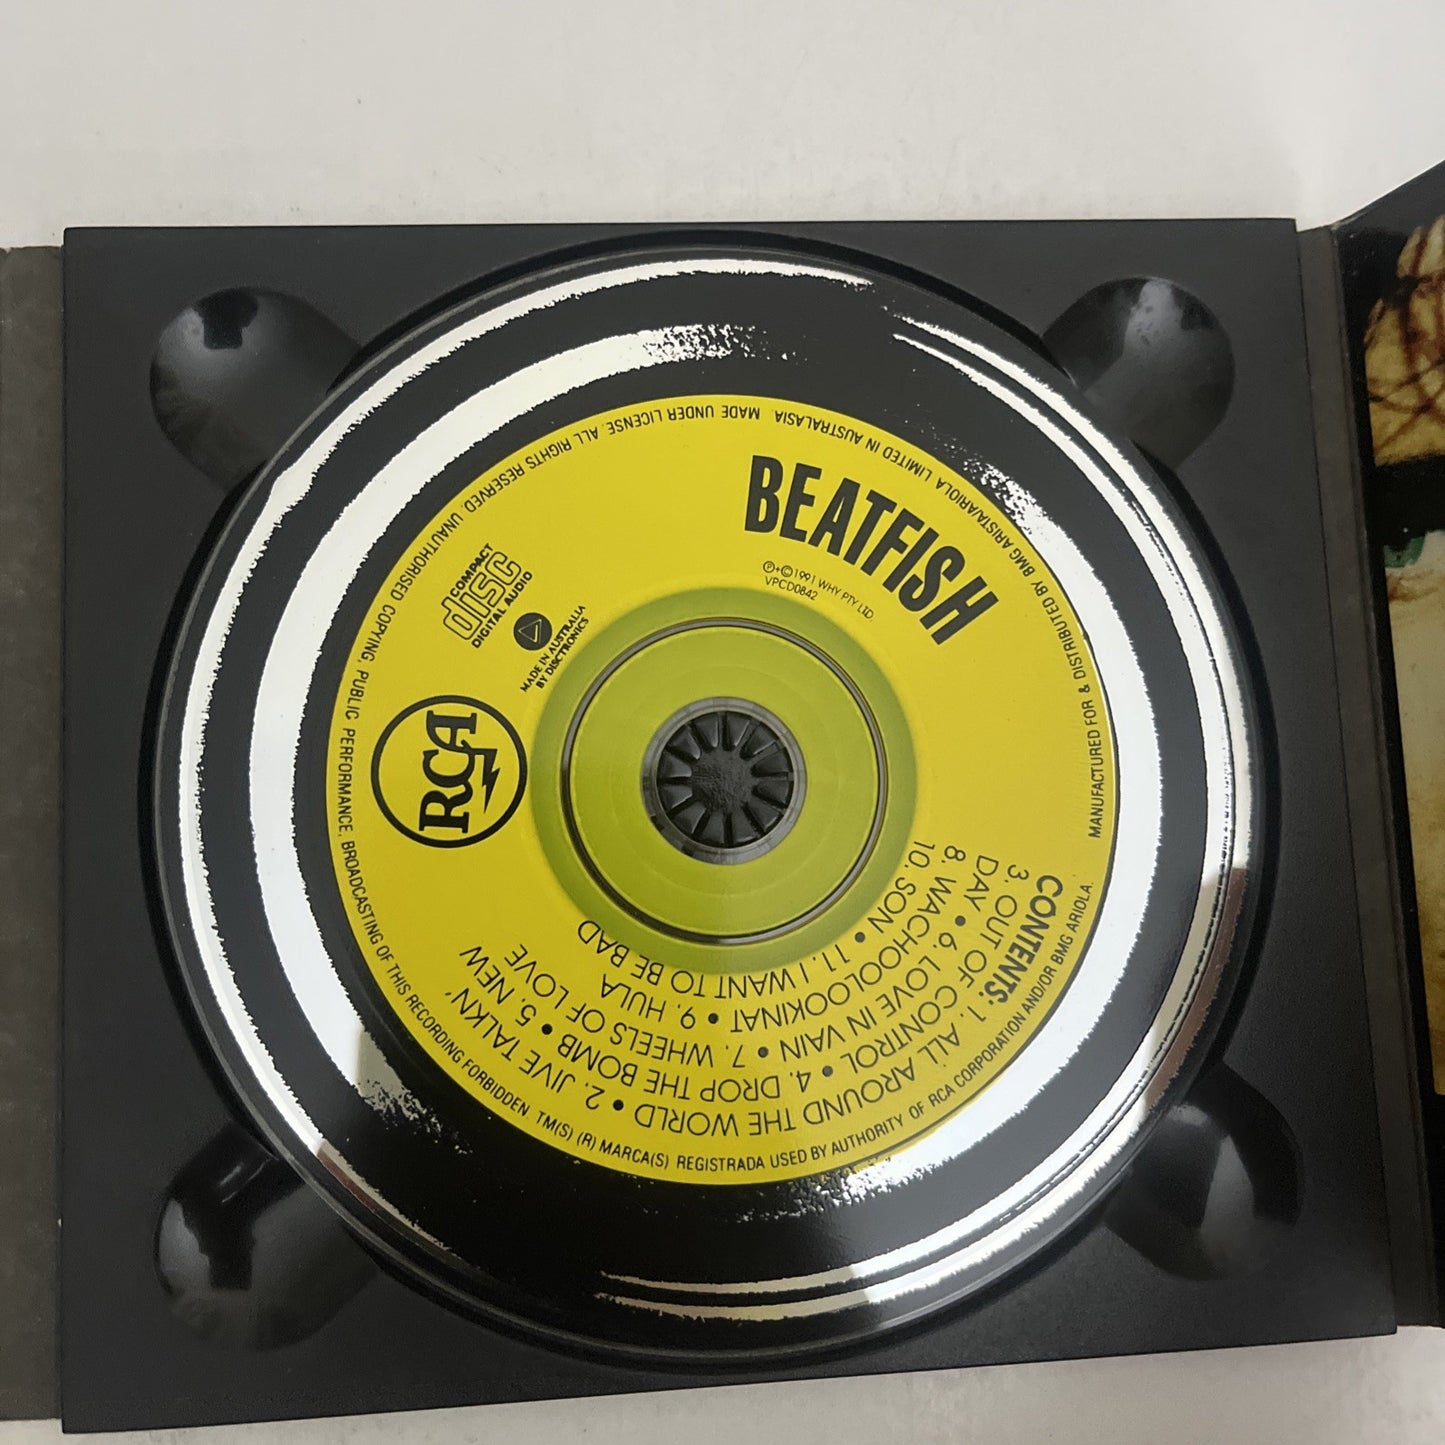 BEATFISH
℗+©1991 WHY PTY LTD.
VPCD0842
COMPACT
disc
DIGITAL AUDIO
MADE IN AUSTRALIA
BY DISCTRONICS
RCA
CONTENTS: 1. ALL AROUND THE WORLD • 2. JIVE TALKN'
3. OUT OF CONTROL • 4. DROP THE BOMB • 5. NEW
DAY • 6. LOVE IN VAIN • 7. WHEELS OF LOVE
8. WACHOOLOOKINAT • 9. HULA
10. SON • 11. I WANT TO BE BAD
MANUFACTURED FOR & DISTRIBUTED BY BMG ARISTA/ARIOLA LIMITED IN AUSTRALASIA MADE UNDER LICENSE. ALL RIGHTS RESERVED. UNAUTHORISED COPYING, PUBLIC PERFORMANCE, BROADCASTING OF THIS RECORDING FORBIDDEN. TM(S) (R) MARCA(S) REGISTRADA USED BY AUTHORITY OF RCA CORPORATION AND/OR BMG ARIOLA.